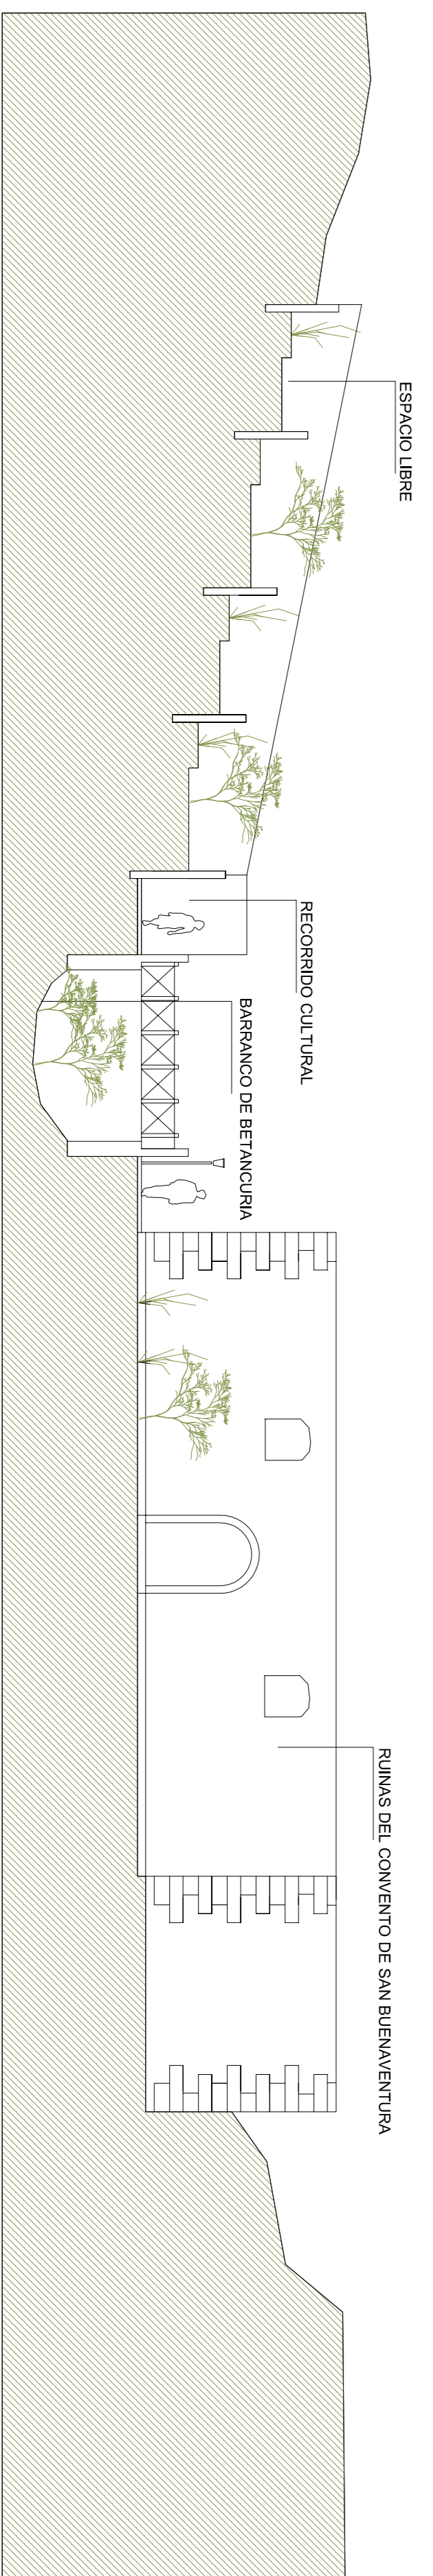 ESPACIO LIBRE
RECORRIDO CULTURAL
BARRANCO DE BETANCURIA
RUINAS DEL CONVENTO DE SAN BUENAVENTURA